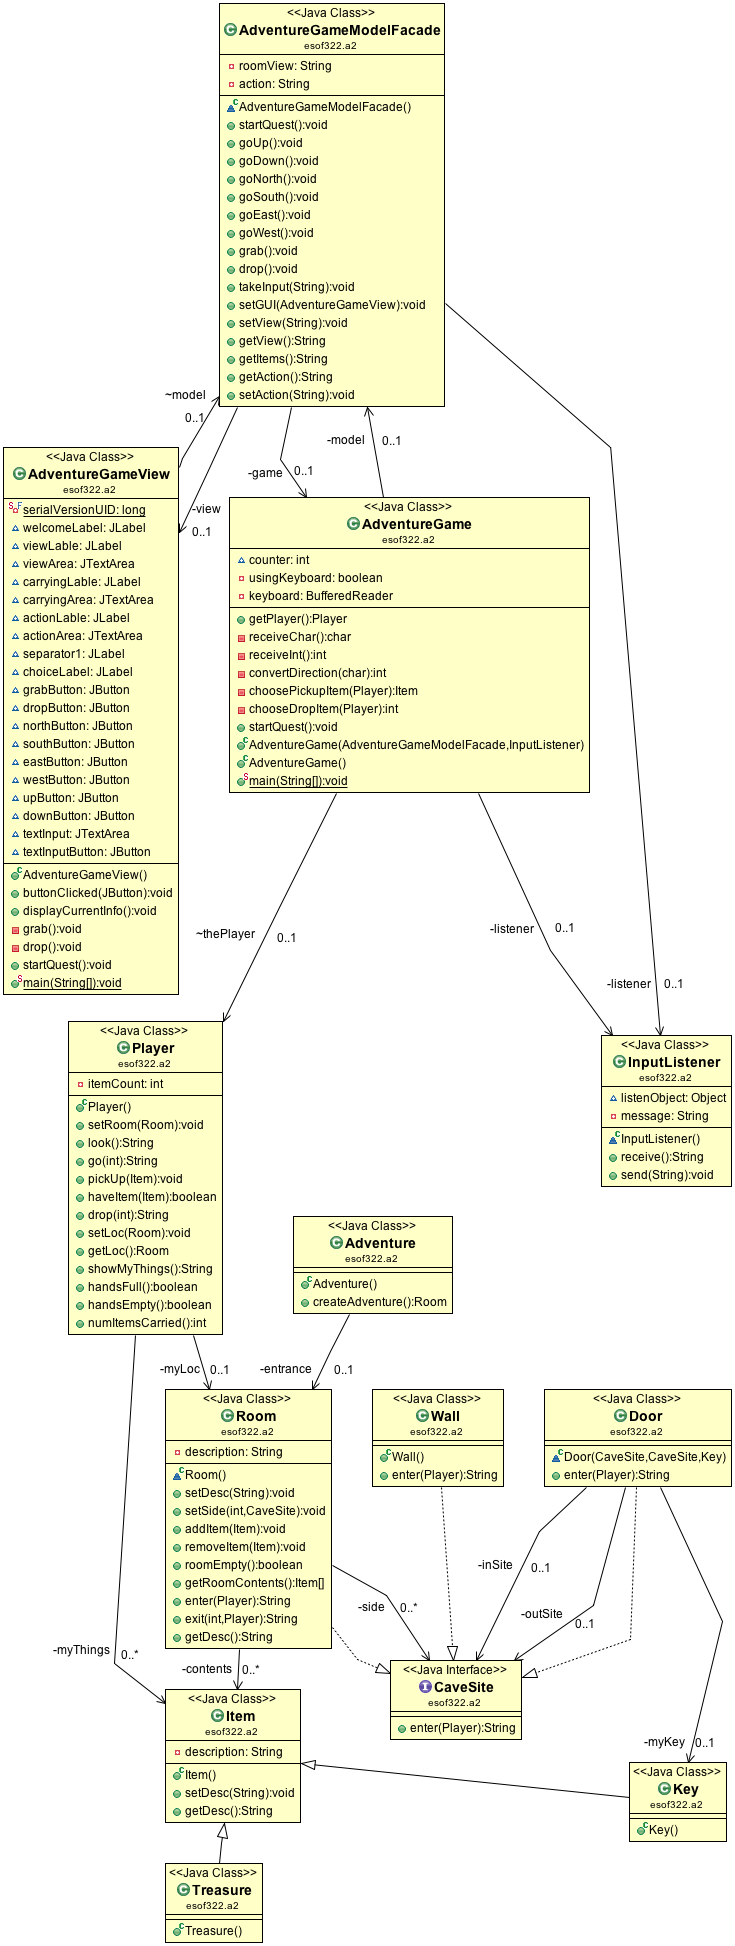 <<Java Class>>
AdventureGameModelFacade
esof322.a2
roomView: String
action: String
AdventureGameModelFacade()
startQuest():void
goUp():void
goDown():void
goNorth():void
goSouth():void
goEast():void
goWest():void
grab():void
drop():void
takeInput(String):void
setGUI(AdventureGameView):void
setView(String):void
getView():String
getItems():String
getAction():String
setAction(String):void
~model
0..1
-view
0..1
-game
0..1
-model
0..1
<<Java Class>>
AdventureGameView
esof322.a2
serialVersionUID: long
welcomeLabel: JLabel
viewLable: JLabel
viewArea: JTextArea
carryingLable: JLabel
carryingArea: JTextArea
actionLable: JLabel
actionArea: JTextArea
separator1: JLabel
choiceLabel: JLabel
grabButton: JButton
dropButton: JButton
northButton: JButton
southButton: JButton
eastButton: JButton
westButton: JButton
upButton: JButton
downButton: JButton
textInput: JTextArea
textInputButton: JButton
AdventureGameView()
buttonClicked(JButton):void
displayCurrentInfo():void
grab():void
drop():void
startQuest():void
main(String[]):void
<<Java Class>>
AdventureGame
esof322.a2
counter: int
usingKeyboard: boolean
keyboard: BufferedReader
getPlayer():Player
receiveChar():char
receiveInt():int
convertDirection(char):int
choosePickupItem(Player):Item
chooseDropItem(Player):int
startQuest():void
AdventureGame(AdventureGameModelFacade,InputListener)
AdventureGame()
main(String[]):void
~thePlayer
0..1
-listener
0..1
-listener
0..1
<<Java Class>>
Player
esof322.a2
itemCount: int
Player()
setRoom(Room):void
look():String
go(int):String
pickUp(Item):void
haveItem(Item):boolean
drop(int):String
setLoc(Room):void
getLoc():Room
showMyThings():String
handsFull():boolean
handsEmpty():boolean
numItemsCarried():int
<<Java Class>>
InputListener
esof322.a2
listenObject: Object
message: String
InputListener()
receive():String
send(String):void
<<Java Class>>
Adventure
esof322.a2
Adventure()
createAdventure():Room
-myLoc
0..1
-entrance
0..1
<<Java Class>>
Room
esof322.a2
description: String
Room()
setDesc(String):void
setSide(int,CaveSite):void
addItem(Item):void
removeItem(Item):void
roomEmpty():boolean
getRoomContents():Item[]
enter(Player):String
exit(int,Player):String
getDesc():String
<<Java Class>>
Wall
esof322.a2
Wall()
enter(Player):String
<<Java Class>>
Door
esof322.a2
Door(CaveSite,CaveSite,Key)
enter(Player):String
-inSite
0..1
-side
0..*
-outSite
0..1
-myThings
0..*
-contents
0..*
<<Java Interface>>
CaveSite
esof322.a2
enter(Player):String
-myKey
0..1
<<Java Class>>
Item
esof322.a2
description: String
Item()
setDesc(String):void
getDesc():String
<<Java Class>>
Key
esof322.a2
Key()
<<Java Class>>
Treasure
esof322.a2
Treasure()